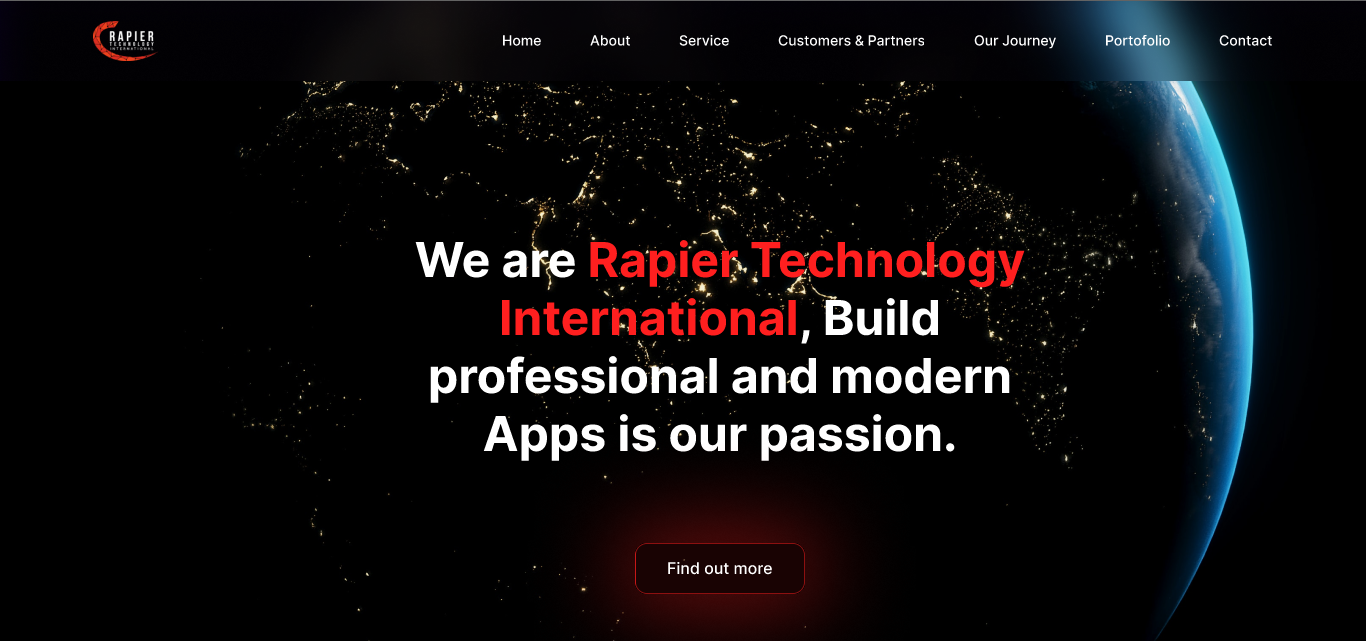 RAPIER
TECHNOLOGY
INTERNATIONAL
Home About Service Customers & Partners Our Journey Portofolio Contact
We are Rapier Technology
International, Build
professional and modern
Apps is our passion.
Find out more